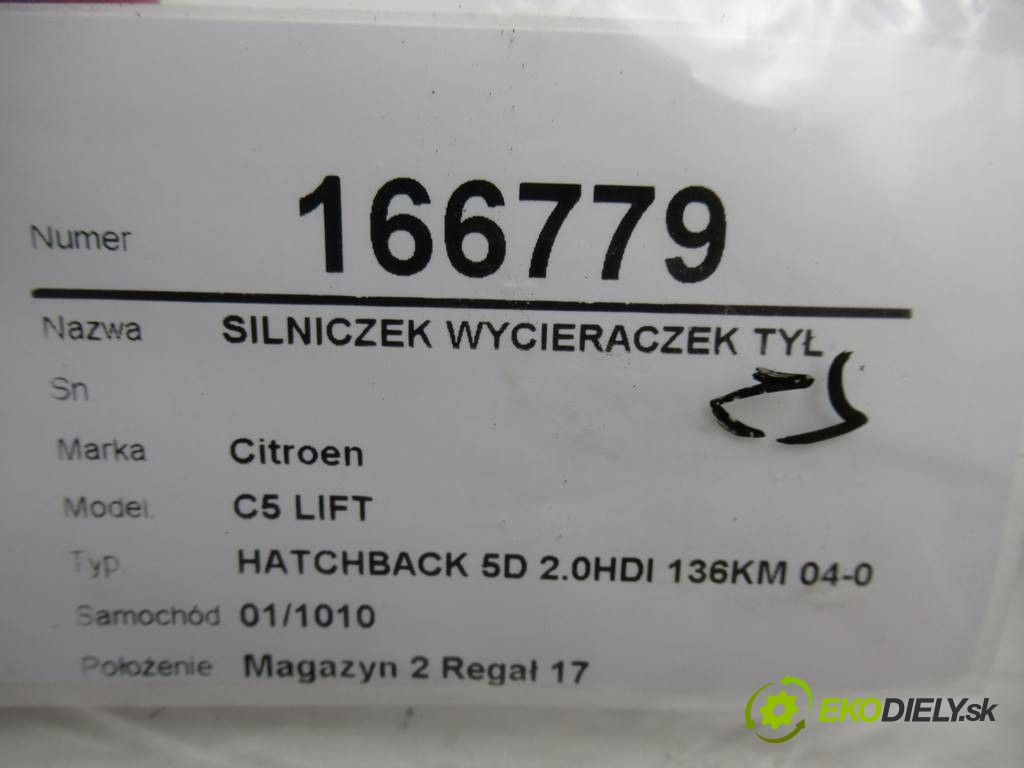 Numer 166779
Nazwa SILNICZEK WYCIERACZEK TYŁ
Sn.
Marka Citroen
Model. C5 LIFT
Typ. HATCHBACK 5D 2.0HDI 136KM 04-0
Samochód 01/1010
Położenie Magazyn 2 Regał 17
EKODIELY.sk